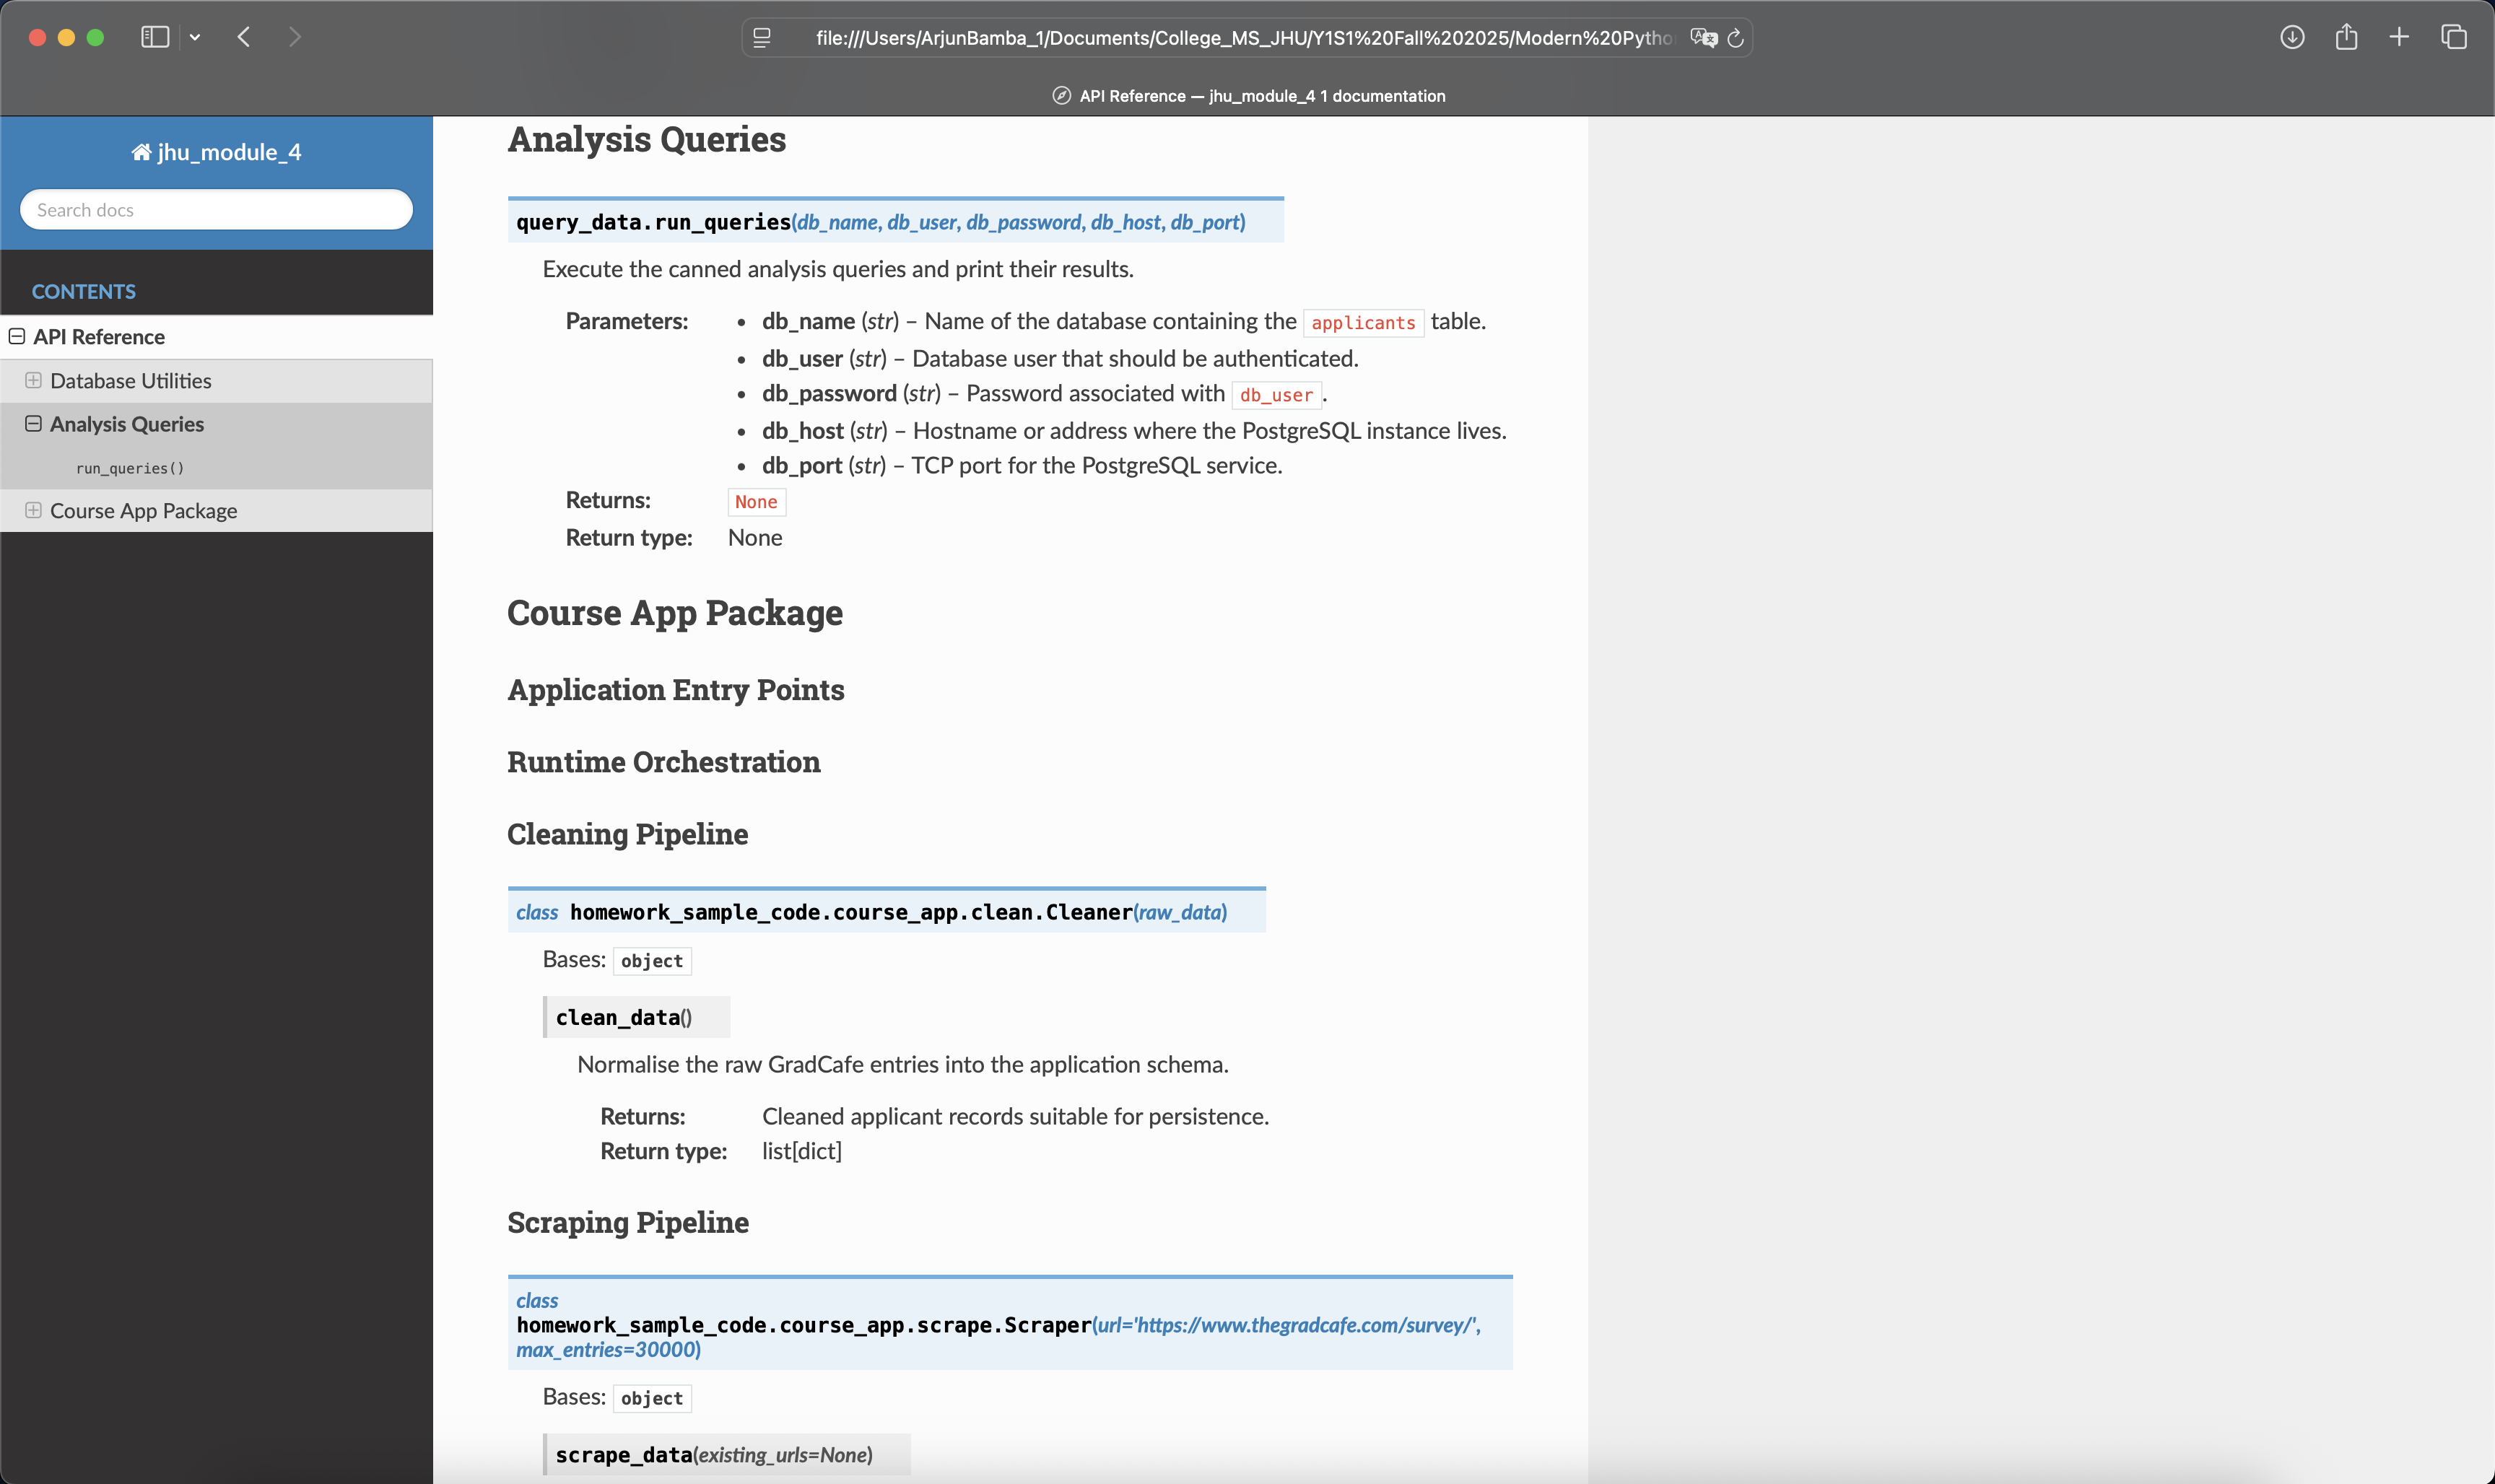 file:///Users/ArjunBamba_1/Documents/College_MS_JHU/Y1S1%20Fall%202025/Modern%20Pytho
API Reference — jhu_module_4 1 documentation
jhu_module_4
Search docs
CONTENTS
API Reference
Database Utilities
Analysis Queries
run_queries()
Course App Package
Analysis Queries
query_data.run_queries(db_name, db_user, db_password, db_host, db_port)
Execute the canned analysis queries and print their results.
Parameters:
• db_name (str) – Name of the database containing the applicants table.
• db_user (str) – Database user that should be authenticated.
• db_password (str) – Password associated with db_user.
• db_host (str) – Hostname or address where the PostgreSQL instance lives.
• db_port (str) – TCP port for the PostgreSQL service.
Returns: None
Return type: None
Course App Package
Application Entry Points
Runtime Orchestration
Cleaning Pipeline
class homework_sample_code.course_app.clean.Cleaner(raw_data)
Bases: object
clean_data()
Normalise the raw GradCafe entries into the application schema.
Returns: Cleaned applicant records suitable for persistence.
Return type: list[dict]
Scraping Pipeline
class
homework_sample_code.course_app.scrape.Scraper(url='https://www.thegradcafe.com/survey/',
max_entries=30000)
Bases: object
scrape_data(existing_urls=None)